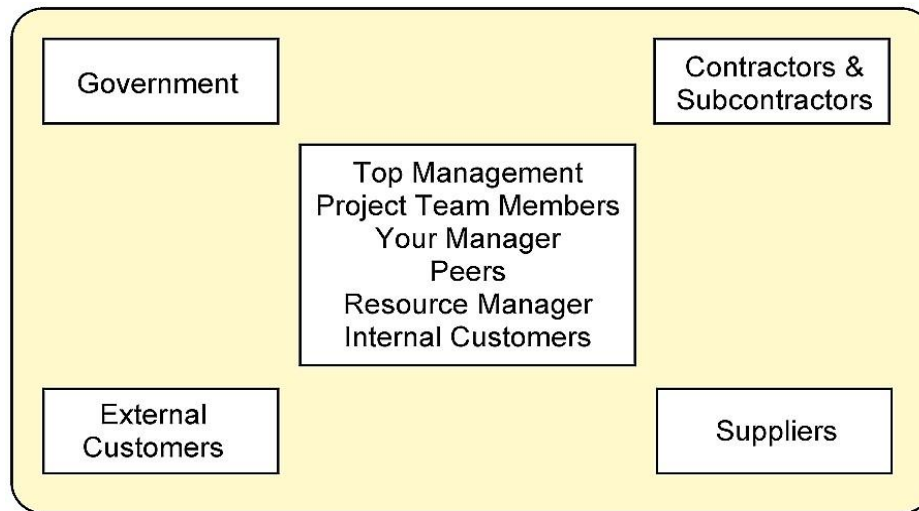 Government
Contractors &
Subcontractors
Top Management
Project Team Members
Your Manager
Peers
Resource Manager
Internal Customers
External
Customers
Suppliers